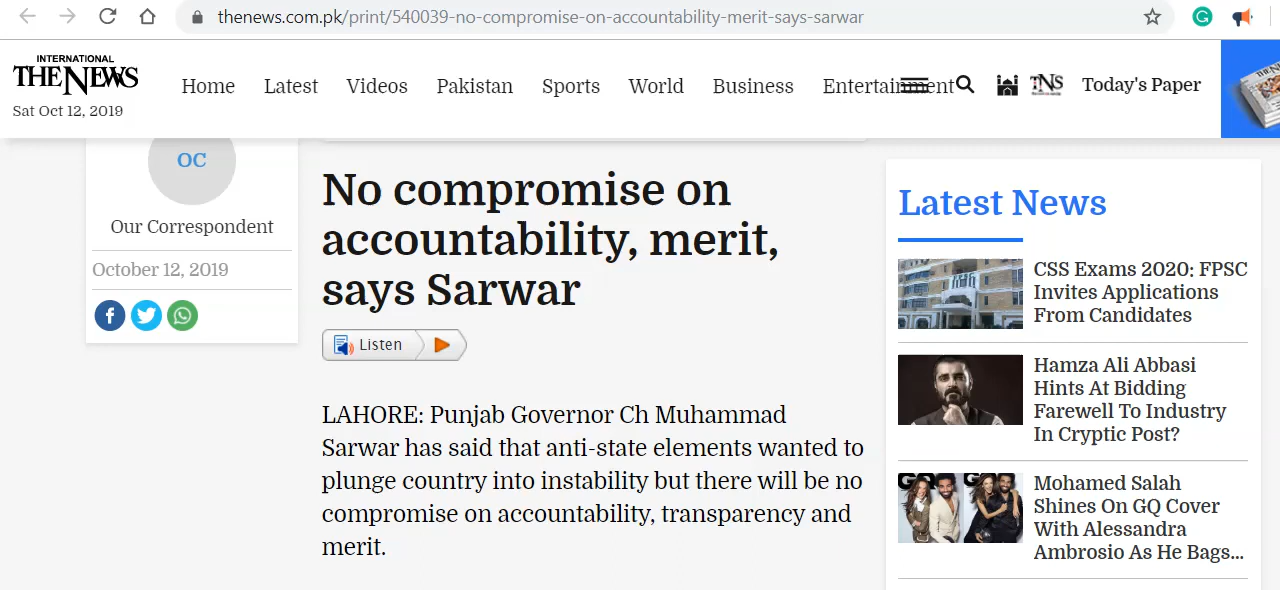 thenews.com.pk/print/540039-no-compromise-on-accountability-merit-says-sarwar
INTERNATIONAL
THE NEWS
Sat Oct 12, 2019
Home Latest Videos Pakistan Sports World Business Entertainment
TNS
Today's Paper
OC
Our Correspondent
October 12, 2019
No compromise on
accountability, merit,
says Sarwar
Listen
LAHORE: Punjab Governor Ch Muhammad
Sarwar has said that anti-state elements wanted to
plunge country into instability but there will be no
compromise on accountability, transparency and
merit.
Latest News
CSS Exams 2020: FPSC
Invites Applications
From Candidates
Hamza Ali Abbasi
Hints At Bidding
Farewell To Industry
In Cryptic Post?
GQ
Mohamed Salah
Shines On GQ Cover
With Alessandra
Ambrosio As He Bags...